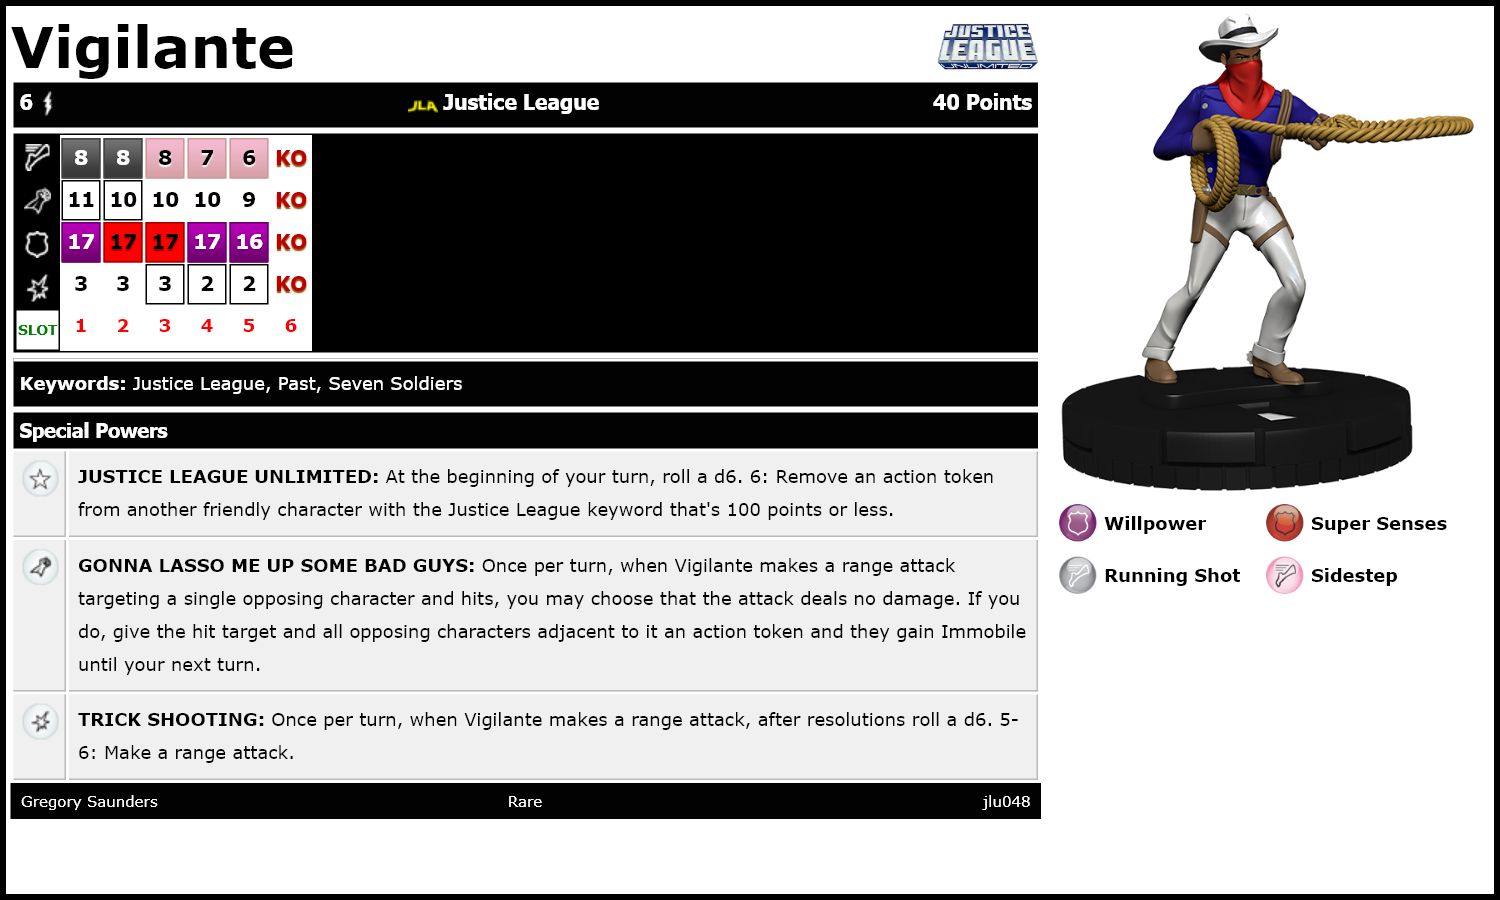 Vigilante
JUSTICE
LEAGUE
UNLIMITED
6 JLA Justice League 40 Points
8 8 8 7 6 KO
11 10 10 10 9 KO
17 17 17 17 16 KO
3 3 3 2 2 KO
SLOT 1 2 3 4 5 6
Keywords: Justice League, Past, Seven Soldiers
Special Powers
JUSTICE LEAGUE UNLIMITED: At the beginning of your turn, roll a d6. 6: Remove an action token
from another friendly character with the Justice League keyword that's 100 points or less.
GONNA LASSO ME UP SOME BAD GUYS: Once per turn, when Vigilante makes a range attack
targeting a single opposing character and hits, you may choose that the attack deals no damage. If you
do, give the hit target and all opposing characters adjacent to it an action token and they gain Immobile
until your next turn.
TRICK SHOOTING: Once per turn, when Vigilante makes a range attack, after resolutions roll a d6. 5-
6: Make a range attack.
Gregory Saunders Rare jlu048
Willpower Super Senses
Running Shot Sidestep